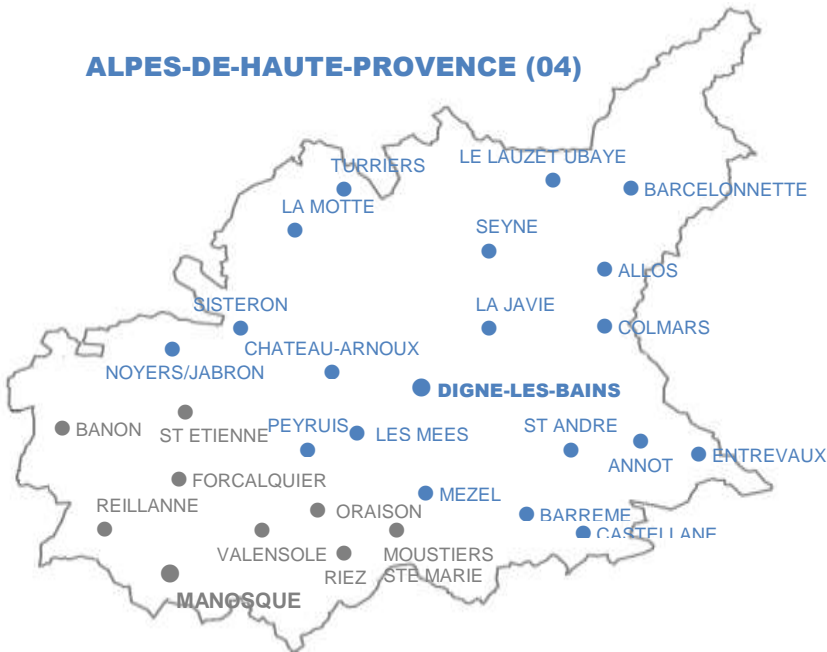 ALPES-DE-HAUTE-PROVENCE (04)
LE LAUZET UBAYE
TURRIERS
BARCELONNETTE
LA MOTTE
SEYNE
ALLOS
SISTERON
LA JAVIE
COLMARS
CHATEAU-ARNOUX
NOYERS/JABRON
DIGNE-LES-BAINS
BANON
ST ETIENNE
PEYRUIS
LES MEES
ST ANDRE
ANNOT
ENTREVAUX
FORCALQUIER
MEZEL
REILLANNE
ORAISON
BARREME
CASTELLANE
VALENSOLE
MOUSTIERS
STE MARIE
RIEZ
MANOSQUE